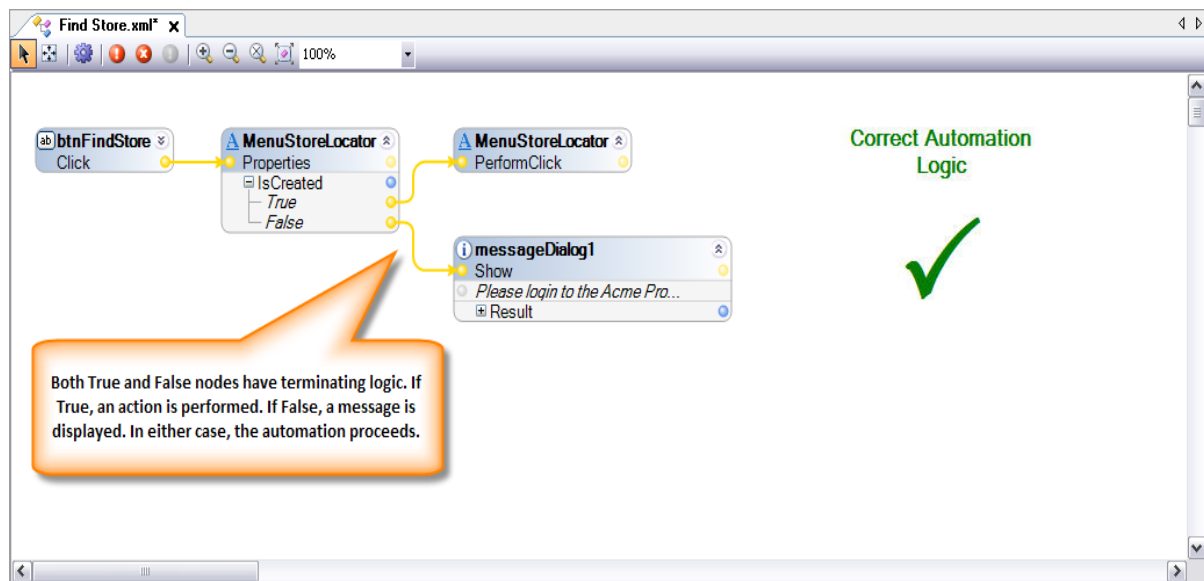 Find Store.xml*
100%
btnFindStore
Click
MenuStoreLocator
Properties
IsCreated
True
False
MenuStoreLocator
PerformClick
messageDialog1
Show
Please login to the Acme Pro...
Result
Correct Automation
Logic
Both True and False nodes have terminating logic. If
True, an action is performed. If False, a message is
displayed. In either case, the automation proceeds.